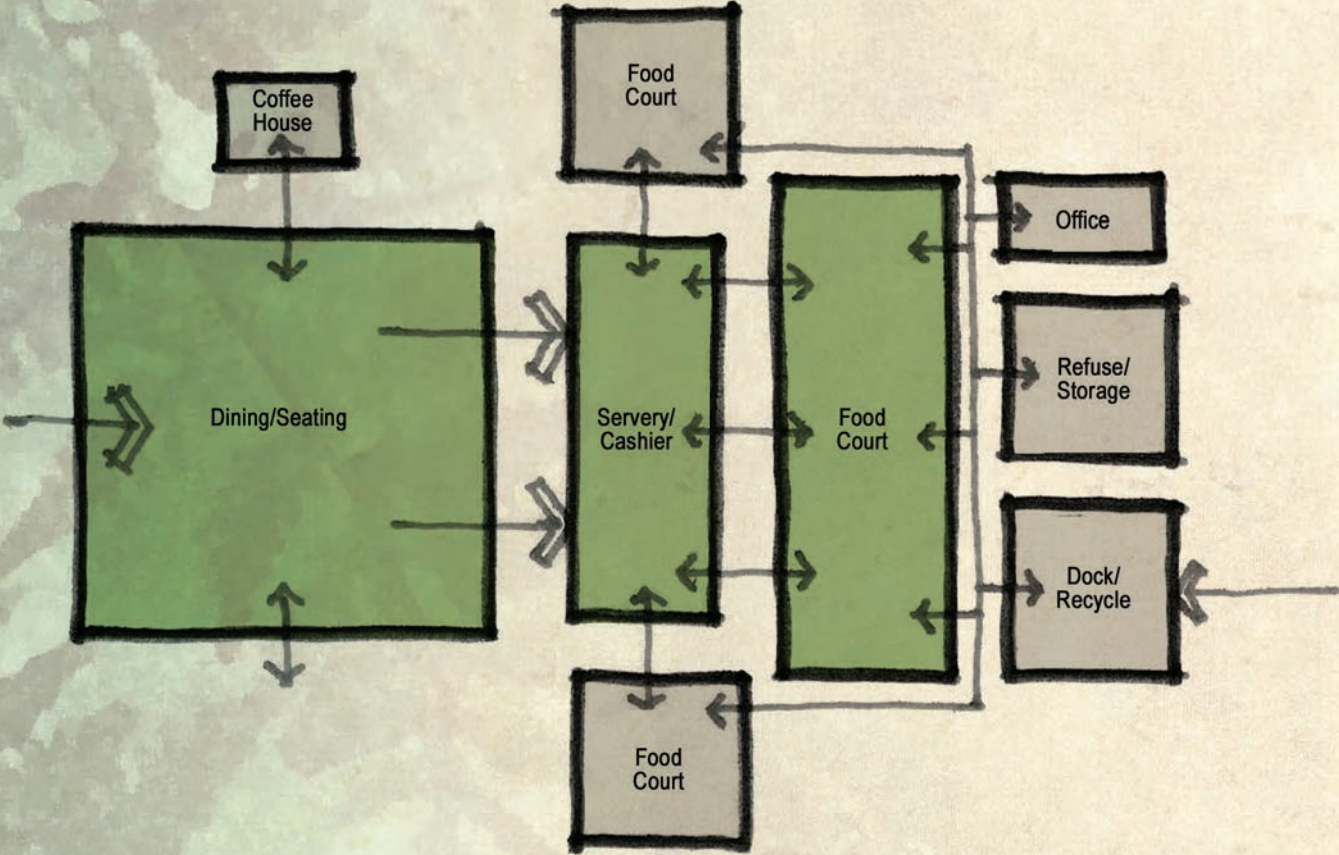 Food
Court
Coffee
House
Office
Dining/Seating
Servery/
Cashier
Food
Court
Refuse/
Storage
Dock/
Recycle
Food
Court